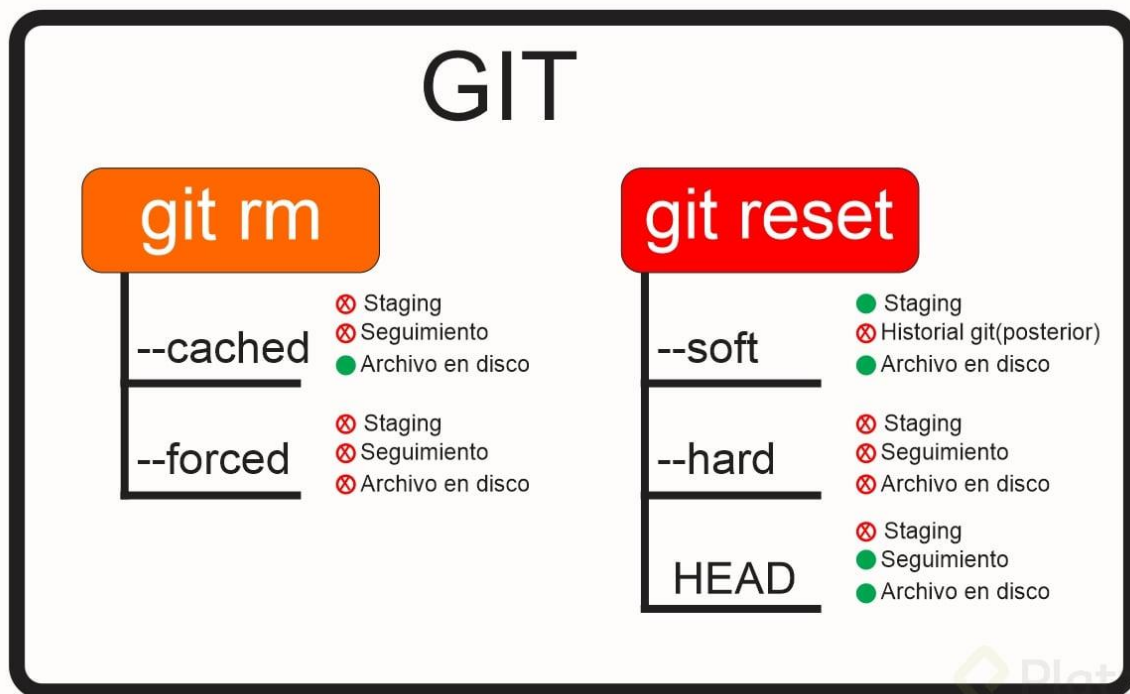 GIT
git rm
--cached
Staging
Seguimiento
Archivo en disco
--forced
Staging
Seguimiento
Archivo en disco
git reset
--soft
Staging
Historial git(posterior)
Archivo en disco
--hard
Staging
Seguimiento
Archivo en disco
HEAD
Staging
Seguimiento
Archivo en disco